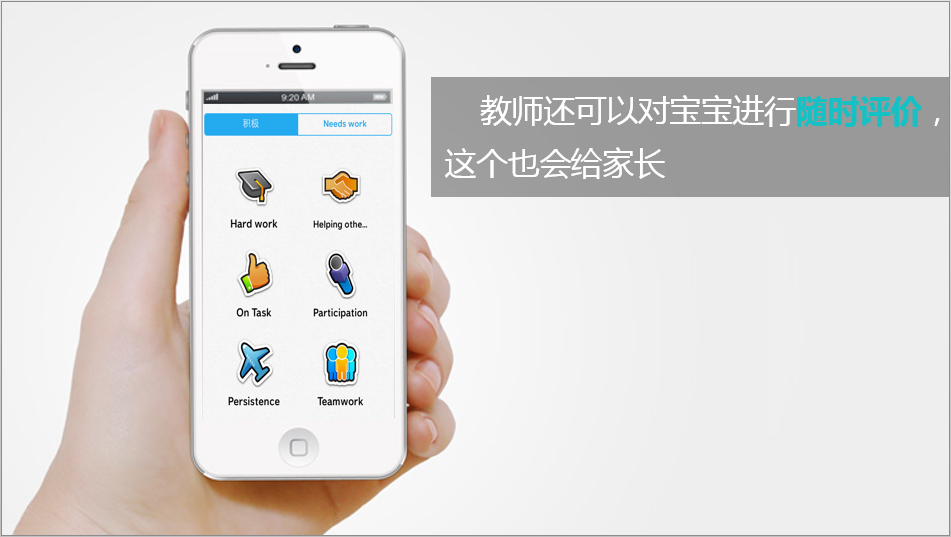 9:20 AM
积极
Needs work
Hard work
Helping othe...
On Task
Participation
Persistence
Teamwork
教师还可以对宝宝进行随时评价，
这个也会给家长